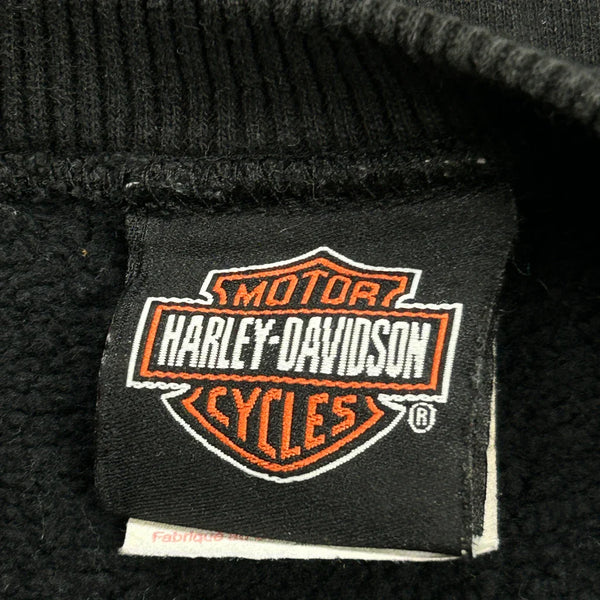 MOTOR
HARLEY-DAVIDSON
CYCLES
®
Fabriqué